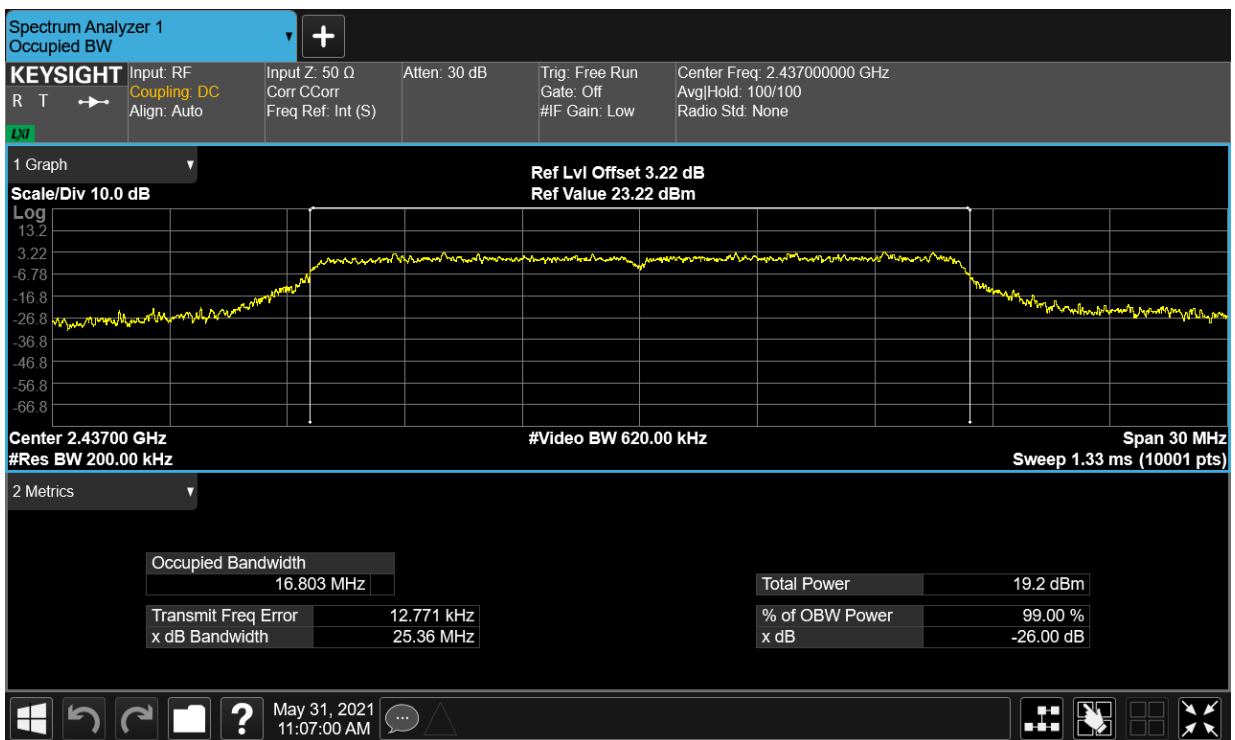 Spectrum Analyzer 1
Occupied BW
▼
+
KEYSIGHT
R T
LXI
Input: RF
Coupling: DC
Align: Auto
Input Z: 50 Ω
Corr CCorr
Freq Ref: Int (S)
Atten: 30 dB
Trig: Free Run
Gate: Off
#IF Gain: Low
Center Freq: 2.437000000 GHz
Avg|Hold: 100/100
Radio Std: None
1 Graph
Ref Lvl Offset 3.22 dB
Scale/Div 10.0 dB
Ref Value 23.22 dBm
Log
13.2
3.22
-6.78
-16.8
-26.8
-36.8
-46.8
-56.8
-66.8
Center 2.43700 GHz
#Video BW 620.00 kHz
Span 30 MHz
#Res BW 200.00 kHz
Sweep 1.33 ms (10001 pts)
2 Metrics
Occupied Bandwidth
16.803 MHz
Total Power 19.2 dBm
Transmit Freq Error 12.771 kHz
% of OBW Power 99.00 %
x dB Bandwidth 25.36 MHz
x dB -26.00 dB
?
May 31, 2021
11:07:00 AM